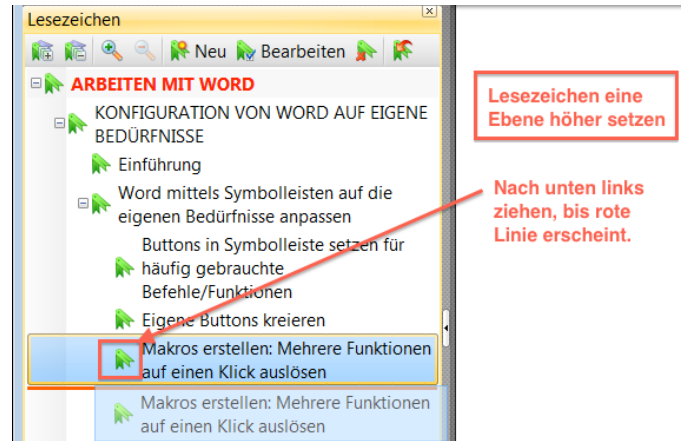 Lesezeichen
Neu Bearbeiten
ARBEITEN MIT WORD
KONFIGURATION VON WORD AUF EIGENE
BEDÜRFNISSE
Einführung
Word mittels Symbolleisten auf die
eigenen Bedürfnisse anpassen
Buttons in Symbolleiste setzen für
häufig gebrauchte
Befehle/Funktionen
Eigene Buttons kreieren
Makros erstellen: Mehrere Funktionen
auf einen Klick auslösen
Makros erstellen: Mehrere Funktionen
auf einen Klick auslösen
Lesezeichen eine
Ebene höher setzen
Nach unten links
ziehen, bis rote
Linie erscheint.